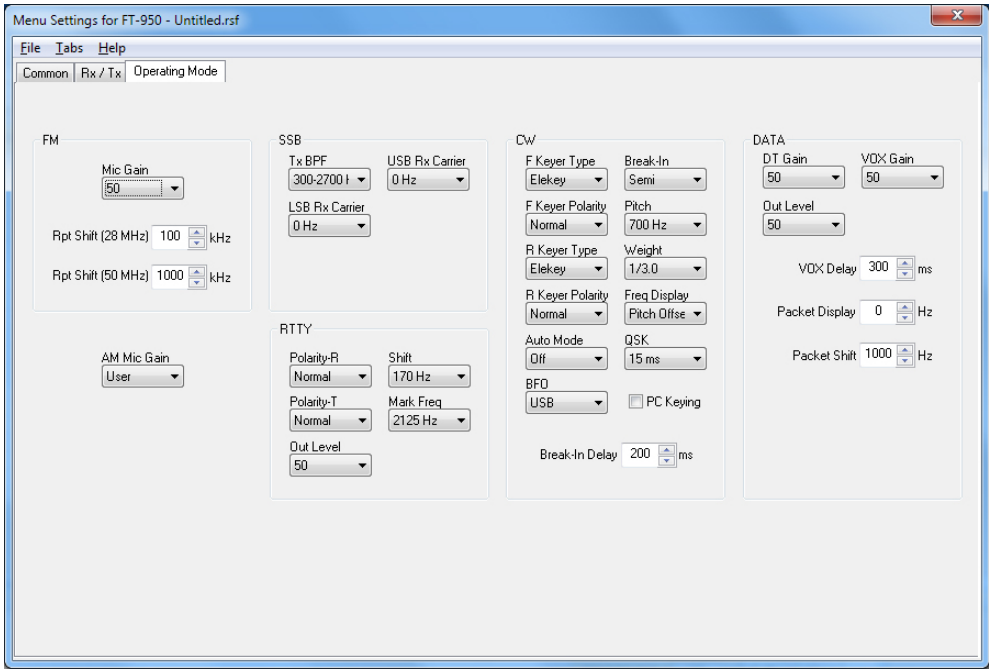 Menu Settings for FT-950 - Untitled.rsf
File Tabs Help
Common Rx / Tx Operating Mode
FM
Mic Gain
50
Rpt Shift (28 MHz) 100 kHz
Rpt Shift (50 MHz) 1000 kHz
AM Mic Gain
User
SSB
Tx BPF USB Rx Carrier
300-2700 H 0 Hz
LSB Rx Carrier
0 Hz
RTTY
Polarity-R Shift
Normal 170 Hz
Polarity-T Mark Freq
Normal 2125 Hz
Out Level
50
CW
F Keyer Type Break-In
Elekey Semi
F Keyer Polarity Pitch
Normal 700 Hz
R Keyer Type Weight
Elekey 1/3.0
R Keyer Polarity Freq Display
Normal Pitch Offse
Auto Mode QSK
Off 15 ms
BFO
USB PC Keying
Break-In Delay 200 ms
DATA
DT Gain VOX Gain
50 50
Out Level
50
VOX Delay 300 ms
Packet Display 0 Hz
Packet Shift 1000 Hz